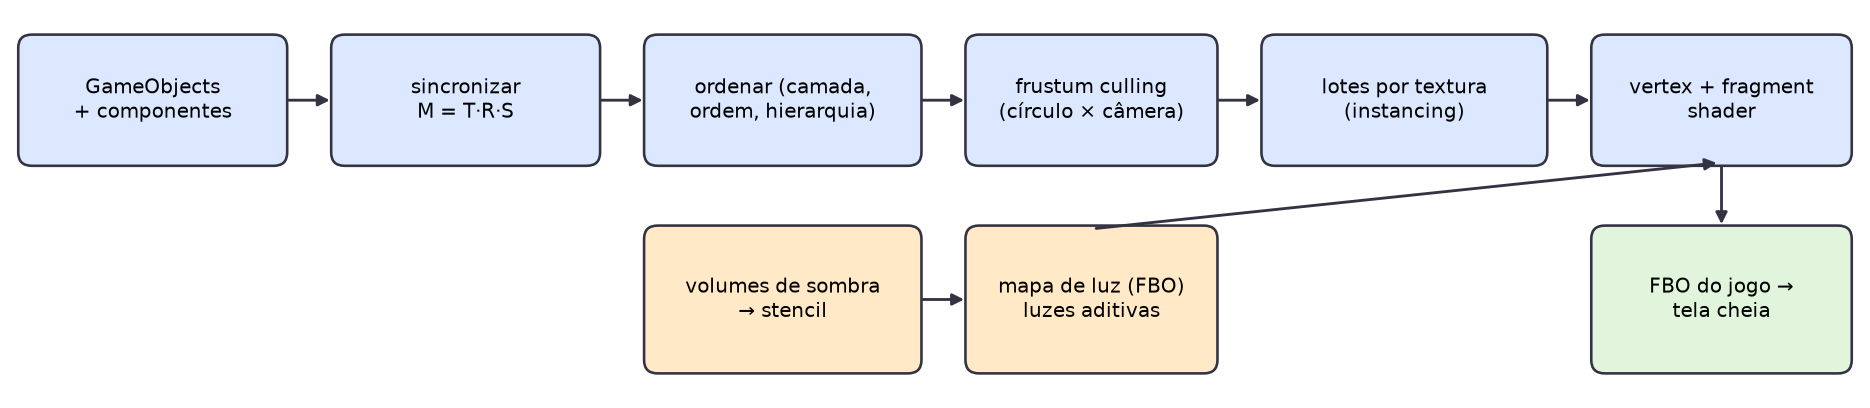 GameObjects
+ componentes
sincronizar
M = T·R·S
ordenar (camada,
ordem, hierarquia)
frustum culling
(círculo × câmera)
lotes por textura
(instancing)
vertex + fragment
shader
volumes de sombra
→ stencil
mapa de luz (FBO)
luzes aditivas
FBO do jogo →
tela cheia